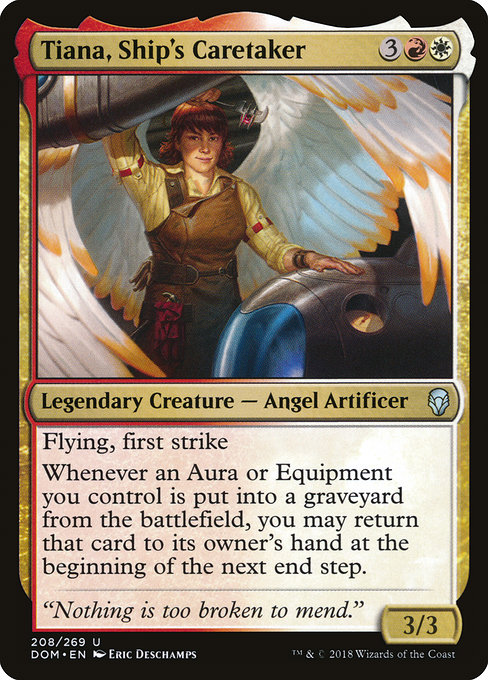 Tiana, Ship's Caretaker 3
Legendary Creature — Angel Artificer
Flying, first strike
Whenever an Aura or Equipment
you control is put into a graveyard
from the battlefield, you may return
that card to its owner's hand at the
beginning of the next end step.
"Nothing is too broken to mend."
3/3
208/269 U
DOM • EN Eric Deschamps
™ & © 2018 Wizards of the Coast